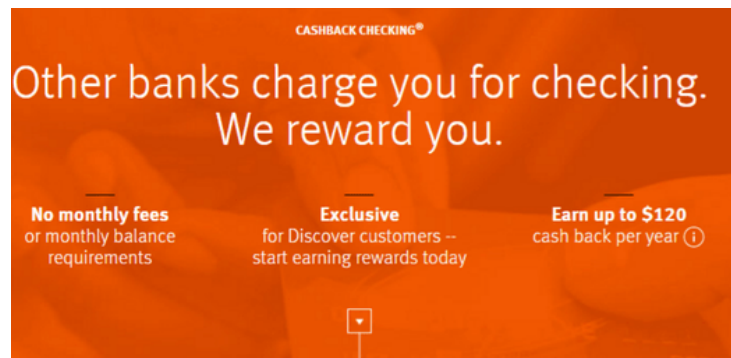 CASHBACK CHECKING®
Other banks charge you for checking.
We reward you.
No monthly fees
or monthly balance
requirements
Exclusive
for Discover customers --
start earning rewards today
Earn up to $120
cash back per year i